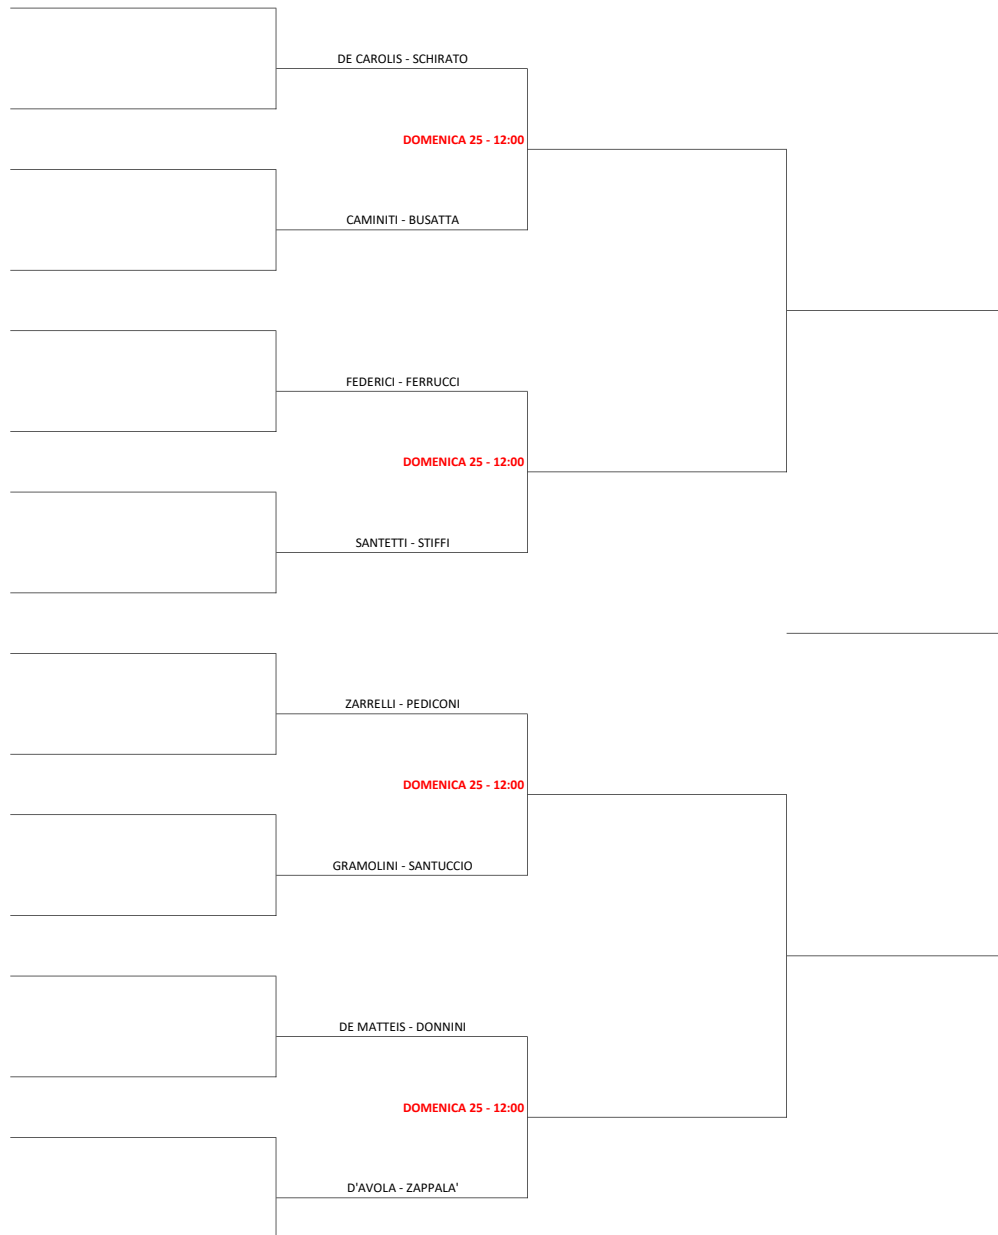 DE CAROLIS - SCHIRATO
DOMENICA 25 - 12:00
CAMINITI - BUSATTA
FEDERICI - FERRUCCI
DOMENICA 25 - 12:00
SANTETTI - STIFFI
ZARRELLI - PEDICONI
DOMENICA 25 - 12:00
GRAMOLINI - SANTUCCIO
DE MATTEIS - DONNINI
DOMENICA 25 - 12:00
D'AVOLA - ZAPPALA'